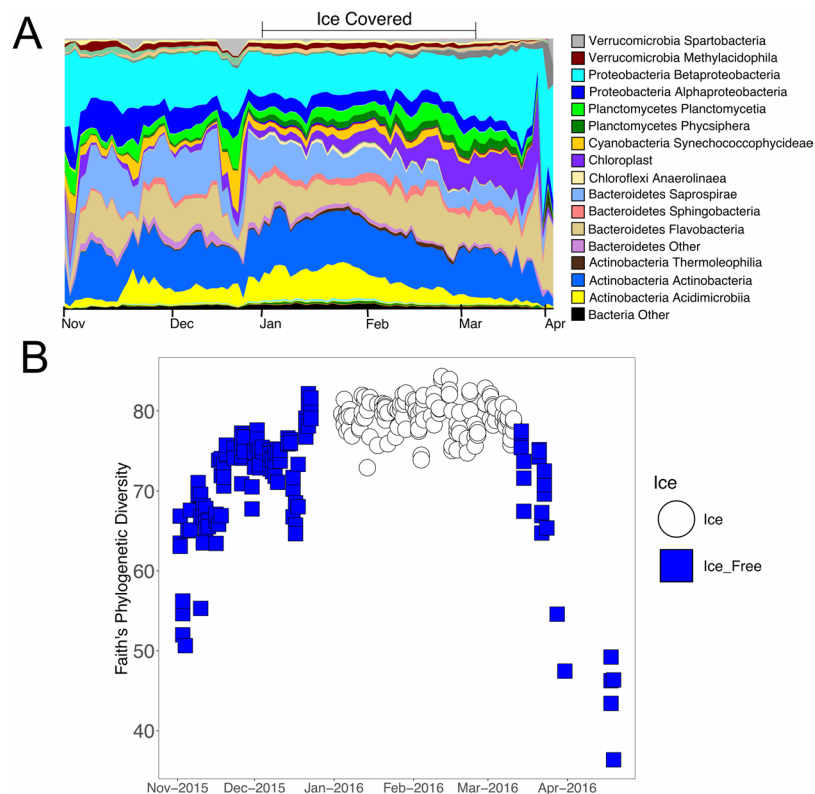 A
Ice Covered
Verrucomicrobia Spartobacteria
Verrucomicrobia Methylacidophila
Proteobacteria Betaproteobacteria
Proteobacteria Alphaproteobacteria
Planctomycetes Planctomycetia
Planctomycetes Physciphera
Cyanobacteria Synechococcophycideae
Chloroplast
Chloroflexi Anaerolinaea
Bacteroidetes Saprospirae
Bacteroidetes Sphingobacteria
Bacteroidetes Flavobacteria
Bacteroidetes Other
Actinobacteria Thermoleophilia
Actinobacteria Actinobacteria
Actinobacteria Acidimicrobiia
Bacteria Other
Nov Dec Jan Feb Mar Apr
B
Faith's Phylogenetic Diversity
80
70
60
50
40
Nov–2015 Dec–2015 Jan–2016 Feb–2016 Mar–2016 Apr–2016
Ice
Ice
Ice_Free